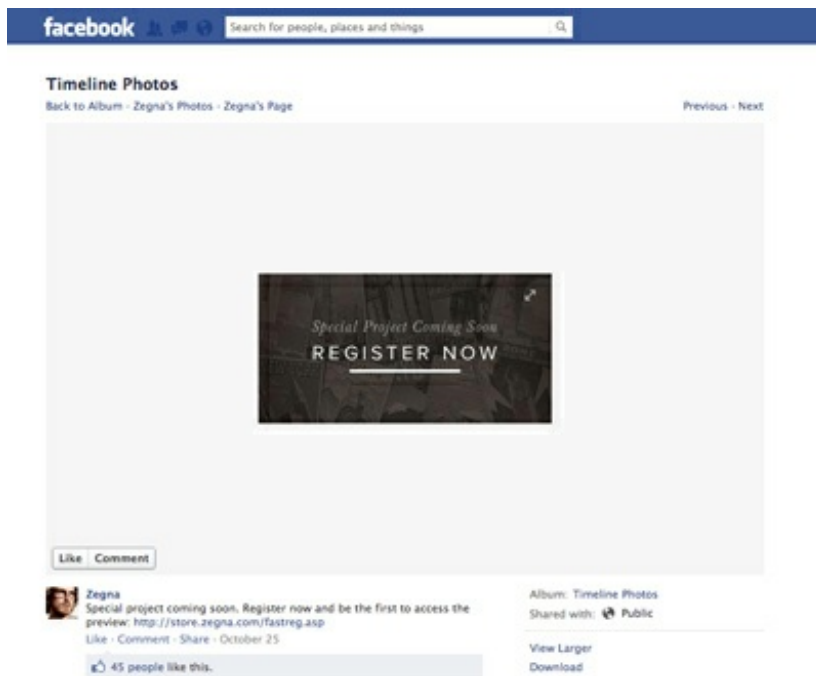 facebook
Search for people, places and things
Timeline Photos
Back to Album · Zegna's Photos · Zegna's Page
Previous · Next
Special Project Coming Soon
REGISTER NOW
Like Comment
Zegna
Special project coming soon. Register now and be the first to access the
preview: http://store.zegna.com/fastreg.asp
Like · Comment · Share · October 25
45 people like this.
Album: Timeline Photos
Shared with: Public
View Larger
Download